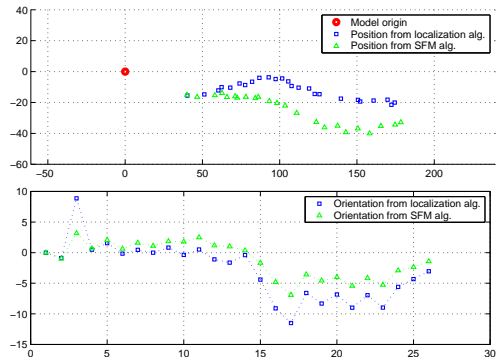 40
20
0
−20
−40
−60
−50 0 50 100 150 200
Model origin
Position from localization alg.
Position from SFM alg.
10
5
0
−5
−10
−15
0 5 10 15 20 25 30
Orientation from localization alg.
Orientation from SFM alg.